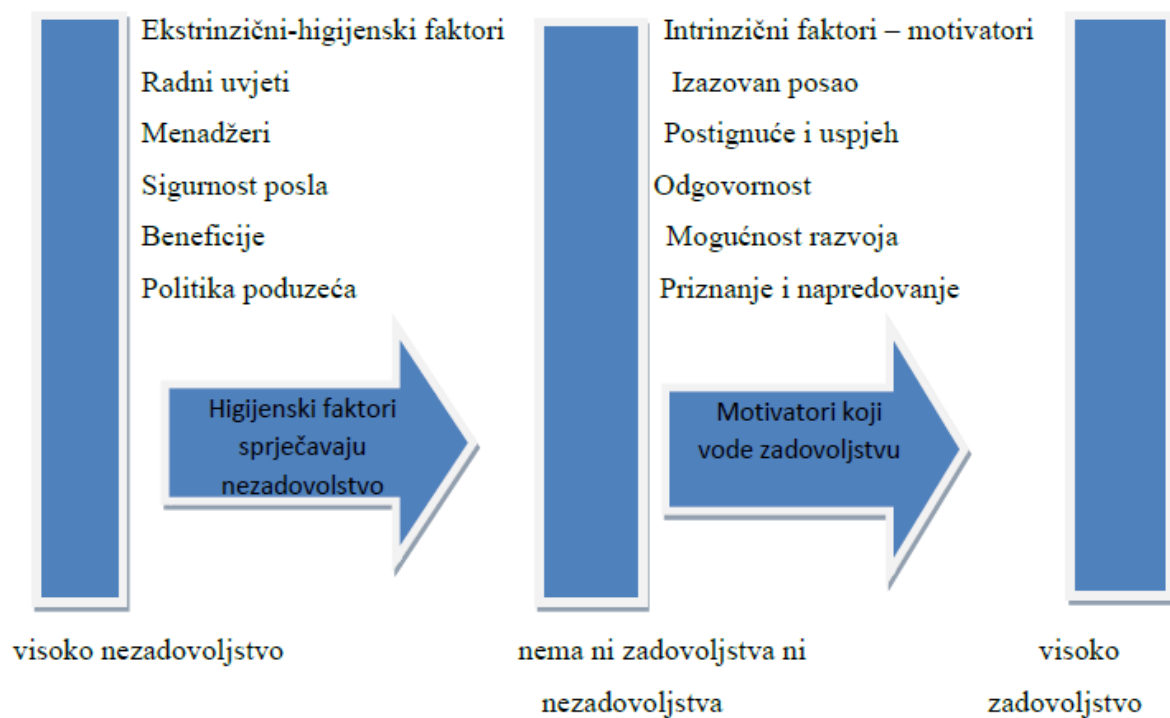 Ekstrinzični-higijenski faktori
Radni uvjeti
Menadžeri
Sigurnost posla
Beneficije
Politika poduzeća
Higijenski faktori
sprječavaju
nezadovolstvo
Intrinzični faktori – motivatori
Izazovan posao
Postignuće i uspjeh
Odgovornost
Mogućnost razvoja
Priznanje i napredovanje
Motivatori koji
vode zadovoljstvu
visoko nezadovoljstvo
nema ni zadovoljstva ni
nezadovoljstva
visoko
zadovoljstvo